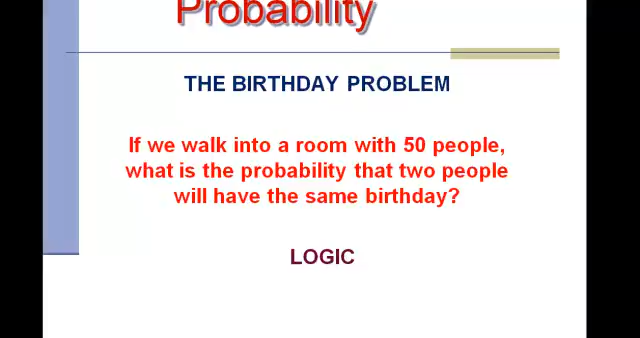 Probability
THE BIRTHDAY PROBLEM
If we walk into a room with 50 people,
what is the probability that two people
will have the same birthday?
LOGIC